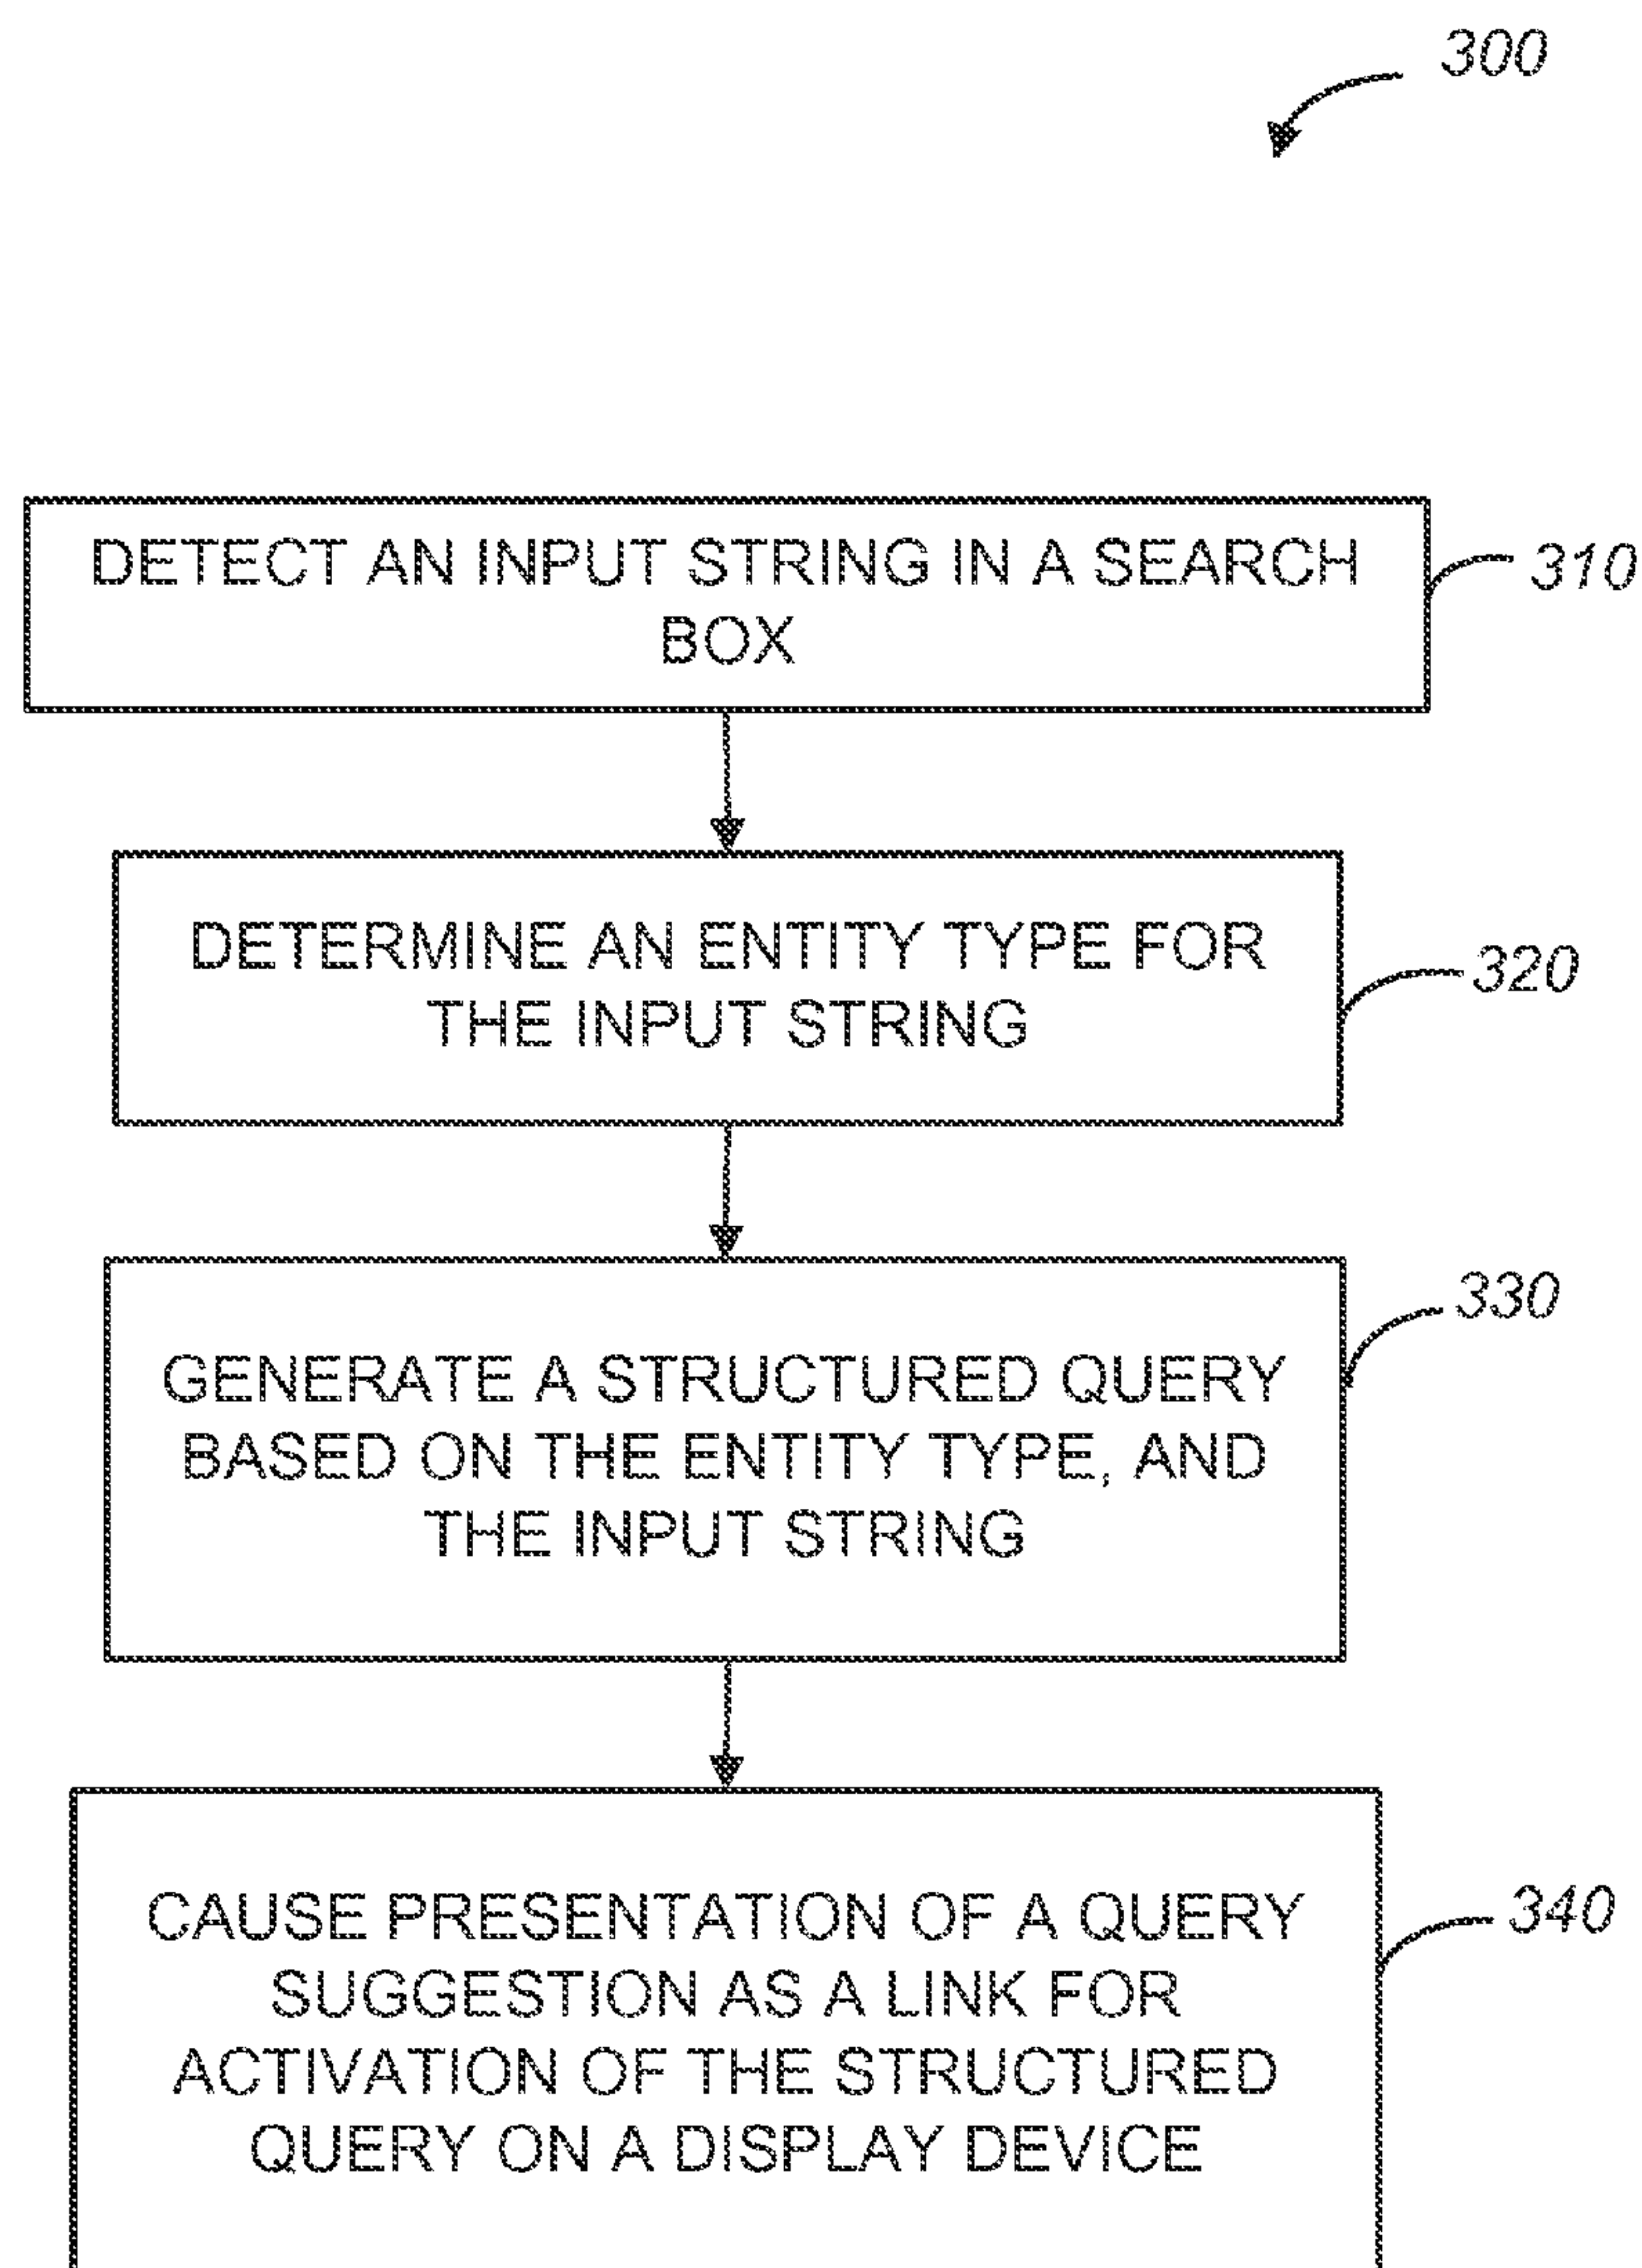 300
DETECT AN INPUT STRING IN A SEARCH
BOX
310
DETERMINE AN ENTITY TYPE FOR
THE INPUT STRING
320
GENERATE A STRUCTURED QUERY
BASED ON THE ENTITY TYPE, AND
THE INPUT STRING
330
CAUSE PRESENTATION OF A QUERY
SUGGESTION AS A LINK FOR
ACTIVATION OF THE STRUCTURED
QUERY ON A DISPLAY DEVICE
340